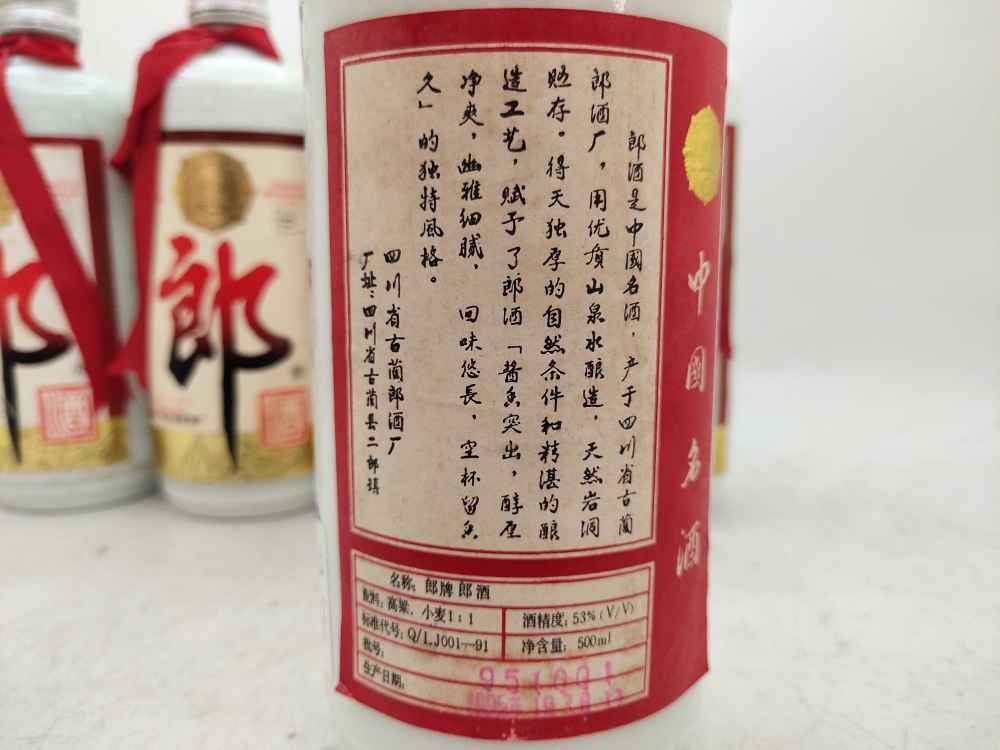 郎酒是中國名酒，产于四川省古蔺
郎酒厂，用优质山泉水酿造，天然岩洞
贮存。得天独厚的自然条件和精湛的酿
造工艺，赋予了郎酒「酱香突出，醇厚
净爽，幽雅细腻，回味悠長，空杯留香
久」的独特风格。
四川省古蔺郎酒厂
厂址：四川省古蔺县二郎镇
中國名酒
名称：郎牌郎酒
配料：高粱、小麦1：1
酒精度：53%（V/V）
标准代号：Q/LJ001—91
净含量：500ml
批号：
951001
生产日期：
郎
酒
郎